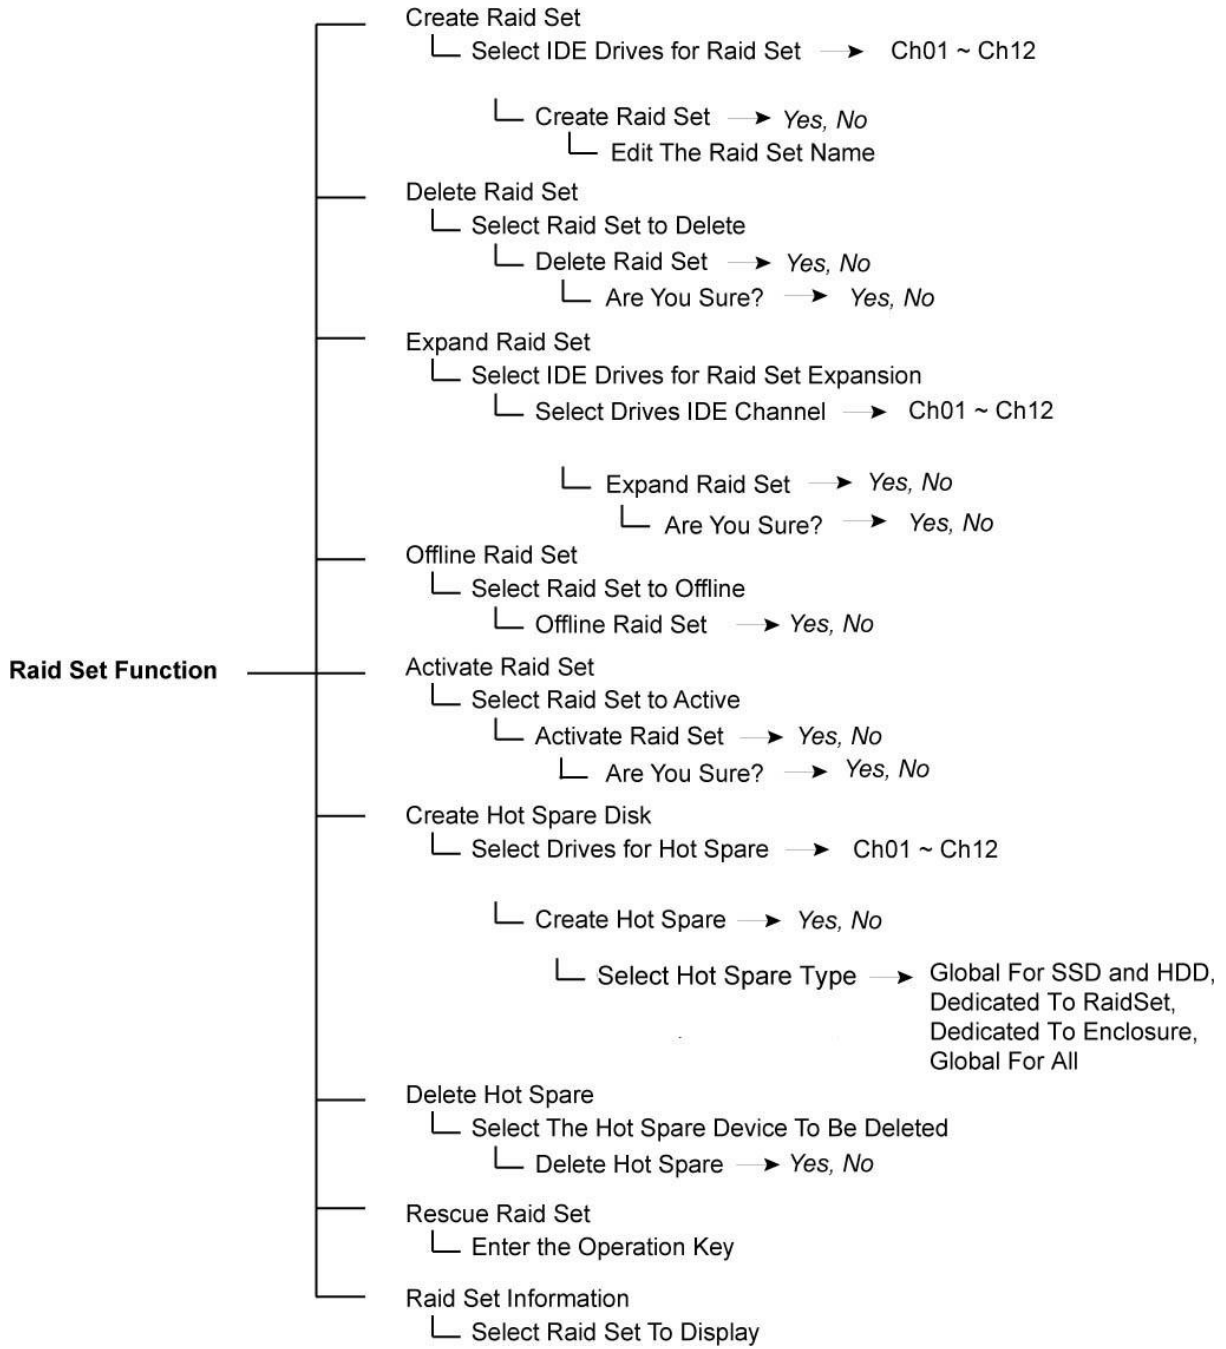 Create Raid Set
Select IDE Drives for Raid Set Ch01 ~ Ch12
Create Raid Set Yes, No
Edit The Raid Set Name
Delete Raid Set
Select Raid Set to Delete
Delete Raid Set Yes, No
Are You Sure? Yes, No
Expand Raid Set
Select IDE Drives for Raid Set Expansion
Select Drives IDE Channel Ch01 ~ Ch12
Expand Raid Set Yes, No
Are You Sure? Yes, No
Offline Raid Set
Select Raid Set to Offline
Offline Raid Set Yes, No
Raid Set Function Activate Raid Set
Select Raid Set to Active
Activate Raid Set Yes, No
Are You Sure? Yes, No
Create Hot Spare Disk
Select Drives for Hot Spare Ch01 ~ Ch12
Create Hot Spare Yes, No
Select Hot Spare Type Global For SSD and HDD,
Dedicated To RaidSet,
Dedicated To Enclosure,
Global For All
Delete Hot Spare
Select The Hot Spare Device To Be Deleted
Delete Hot Spare Yes, No
Rescue Raid Set
Enter the Operation Key
Raid Set Information
Select Raid Set To Display